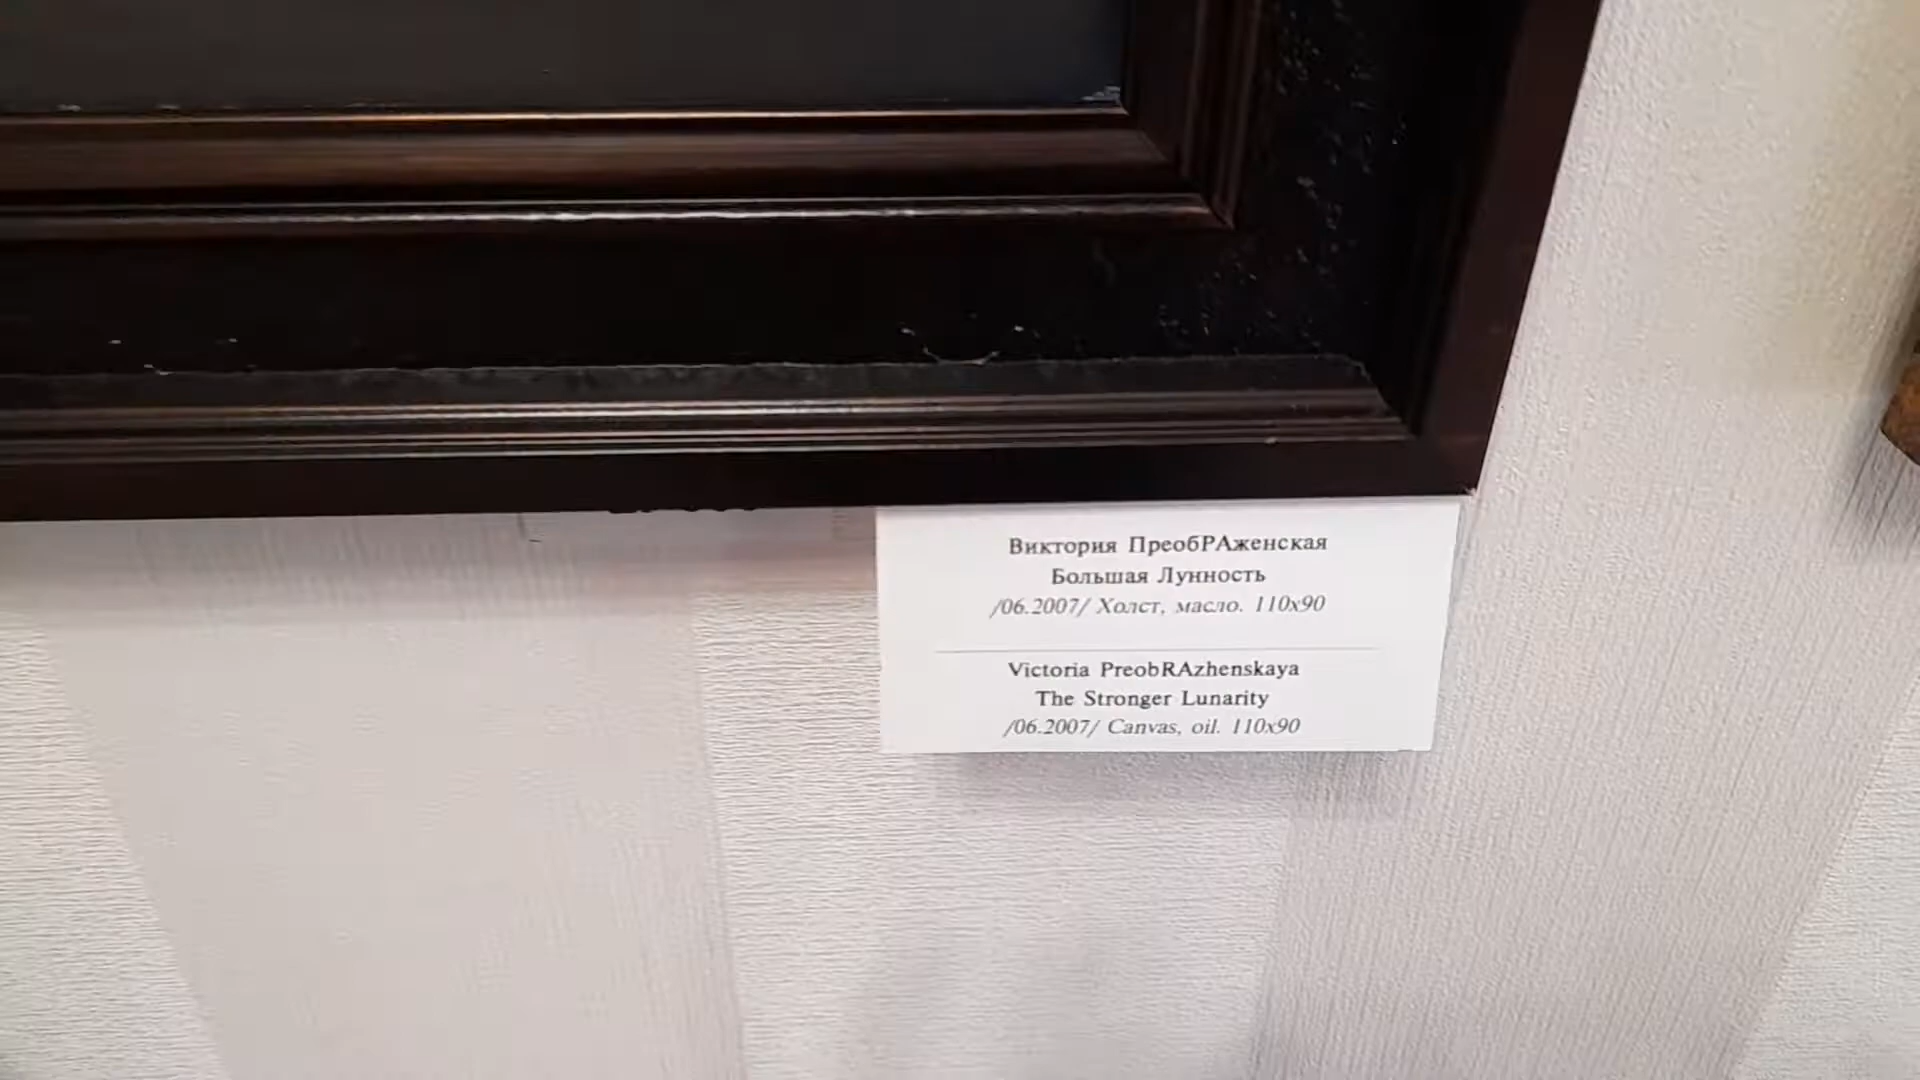 Виктория ПреобРАженская
Большая Лунность
/06.2007/ Холст, масло. 110x90
Victoria PreobRAzhenskaya
The Stronger Lunarity
/06.2007/ Canvas, oil. 110x90